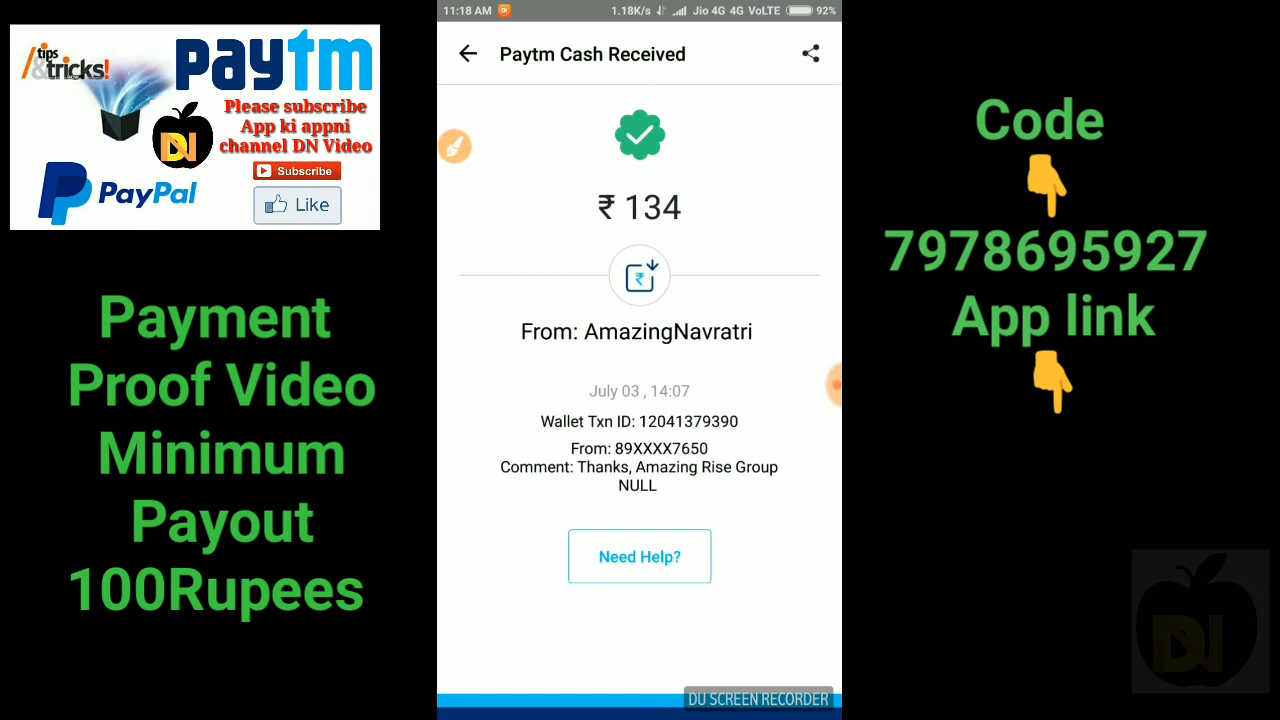 tips
&tricks!
paytm
Please subscribe
App ki appni
channel DN Video
DN
Subscribe
PayPal
Like
Payment
Proof Video
Minimum
Payout
100Rupees
11:18 AM
1.18K/s
Jio 4G 4G VoLTE
92%
Paytm Cash Received
₹ 134
₹
From: AmazingNavratri
July 03 , 14:07
Wallet Txn ID: 12041379390
From: 89XXXX7650
Comment: Thanks, Amazing Rise Group
NULL
Need Help?
DU SCREEN RECORDER
Code
7978695927
App link
DN